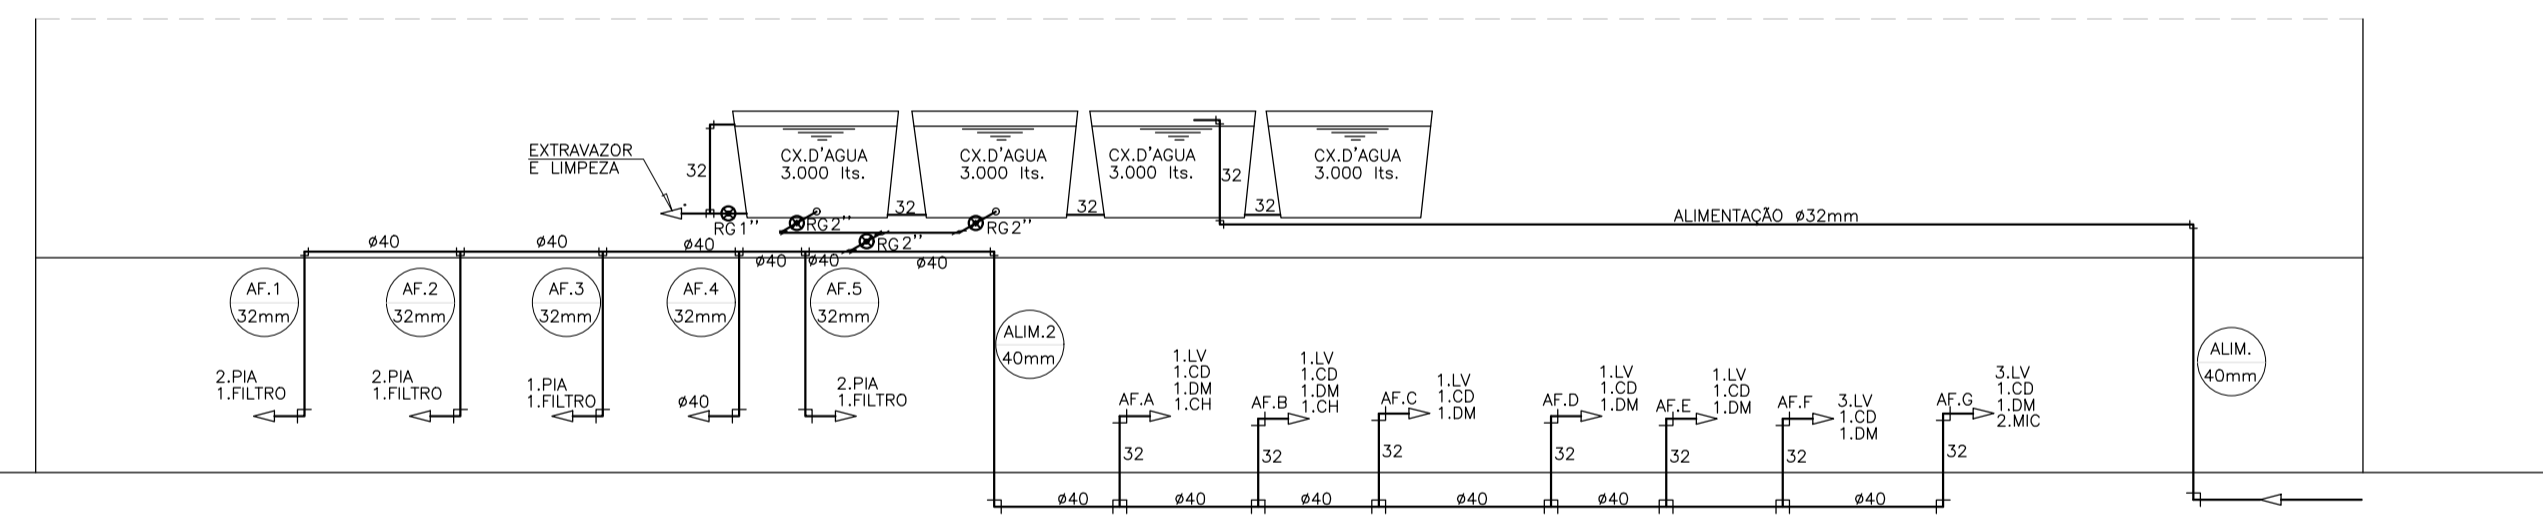 EXTRAVAZOR
E LIMPEZA
32
CX.D'AGUA
3.000 lts.
CX.D'AGUA
3.000 lts.
CX.D'AGUA
3.000 lts.
32
CX.D'AGUA
3.000 lts.
32
32
32
RG1''
RG2''
RG2''
RG2''
ALIMENTAÇÃO ø32mm
ø40
ø40
ø40
ø40
ø40
ø40
AF.1
32mm
AF.2
32mm
AF.3
32mm
AF.4
32mm
AF.5
32mm
ALIM.2
40mm
ALIM.
40mm
2.PIA
1.FILTRO
2.PIA
1.FILTRO
1.PIA
1.FILTRO
ø40
2.PIA
1.FILTRO
AF.A
1.LV
1.CD
1.DM
1.CH
AF.B
1.LV
1.CD
1.DM
1.CH
AF.C
1.LV
1.CD
1.DM
AF.D
1.LV
1.CD
1.DM
AF.E
1.LV
1.CD
1.DM
AF.F
3.LV
1.CD
1.DM
AF.G
3.LV
1.CD
1.DM
2.MIC
32
32
32
32
32
32
32
ø40
ø40
ø40
ø40
ø40
ø40